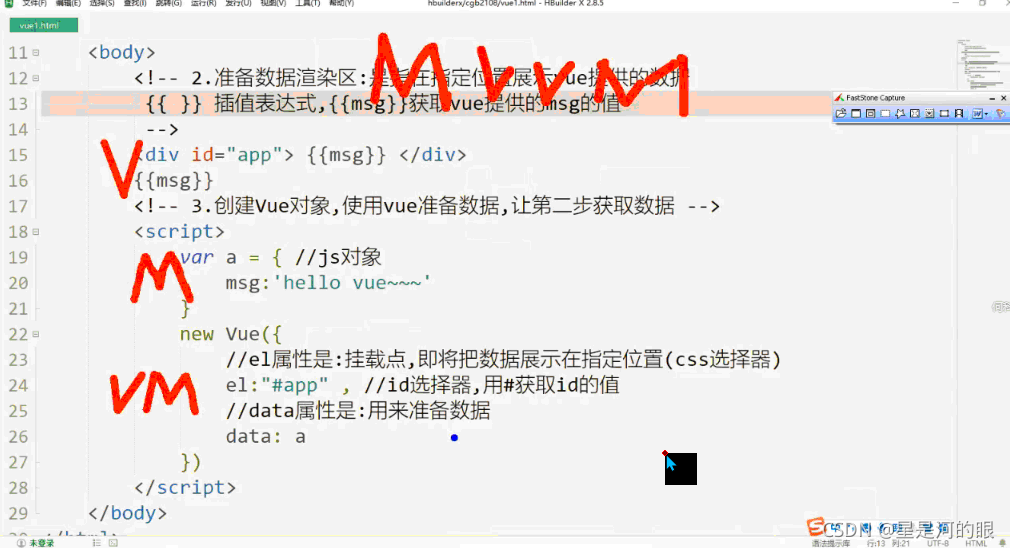 文件(F) 编辑(E) 选择(S) 查找(I) 跳转(G) 运行(R) 发行(U) 视图(V) 工具(T) 帮助(Y)
hbuilderx/cgb2108/vue1.html - HBuilder X 2.8.5
vue1.html
Mvvm
11 <body>
12 <!-- 2.准备数据渲染区:是指在指定位置展示vue提供的数据
13 {{ }} 插值表达式,{{msg}}获取vue提供的msg的值
FastStone Capture
14 -->
15 <div id="app"> {{msg}} </div>
V
16 {{msg}}
17 <!-- 3.创建Vue对象,使用vue准备数据,让第二步获取数据 -->
18 <script>
19 var a = { //js对象
M
20 msg:'hello vue~~~'
21 }
22 new Vue({
23 //el属性是:挂载点,即将把数据展示在指定位置(css选择器)
24 el:"#app" , //id选择器,用#获取id的值
VM
25 //data属性是:用来准备数据
26 data: a
27 })
28 </script>
29 </body>
CSDN @星星河的眼
未登录
语法提示库 行:13 列:21 UTF-8 HTML